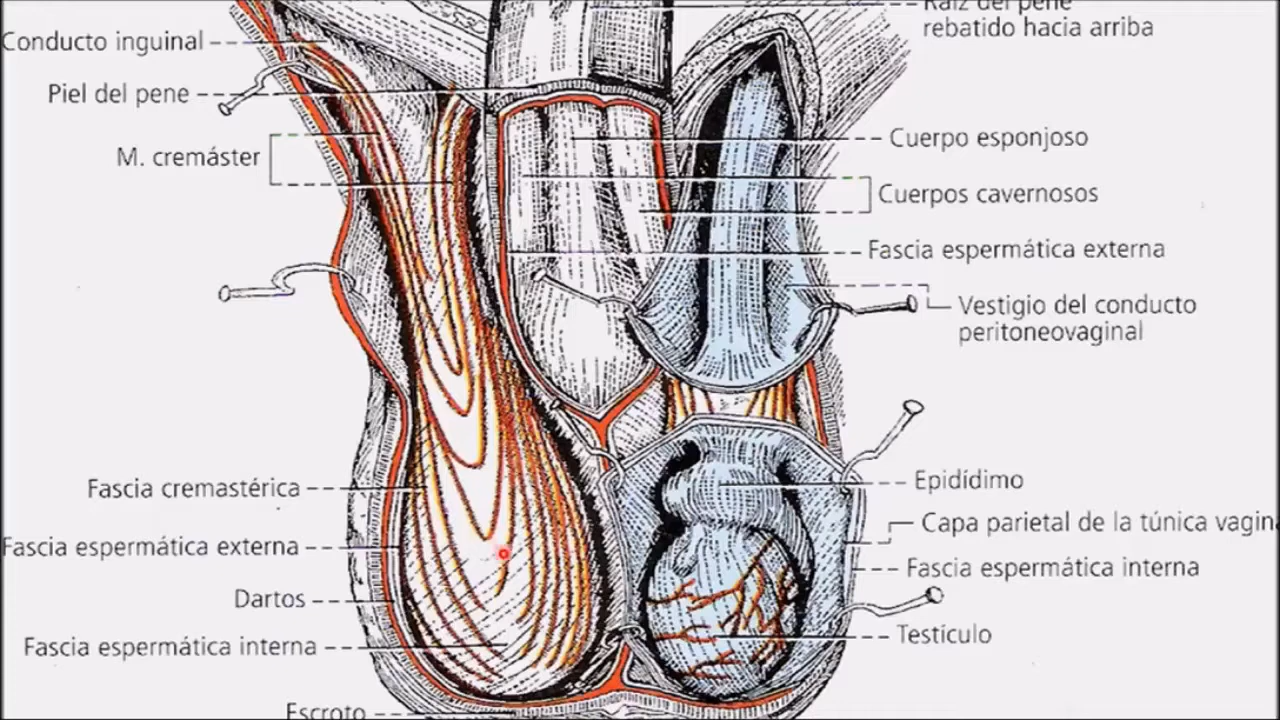 Conducto inguinal
Piel del pene
M. cremáster
Fascia cremastérica
Fascia espermática externa
Dartos
Fascia espermática interna
Escroto
Raíz del pene
rebatido hacia arriba
Cuerpo esponjoso
Cuerpos cavernosos
Fascia espermática externa
Vestigio del conducto
peritoneovaginal
Epidídimo
Capa parietal de la túnica vagin
Fascia espermática interna
Testículo